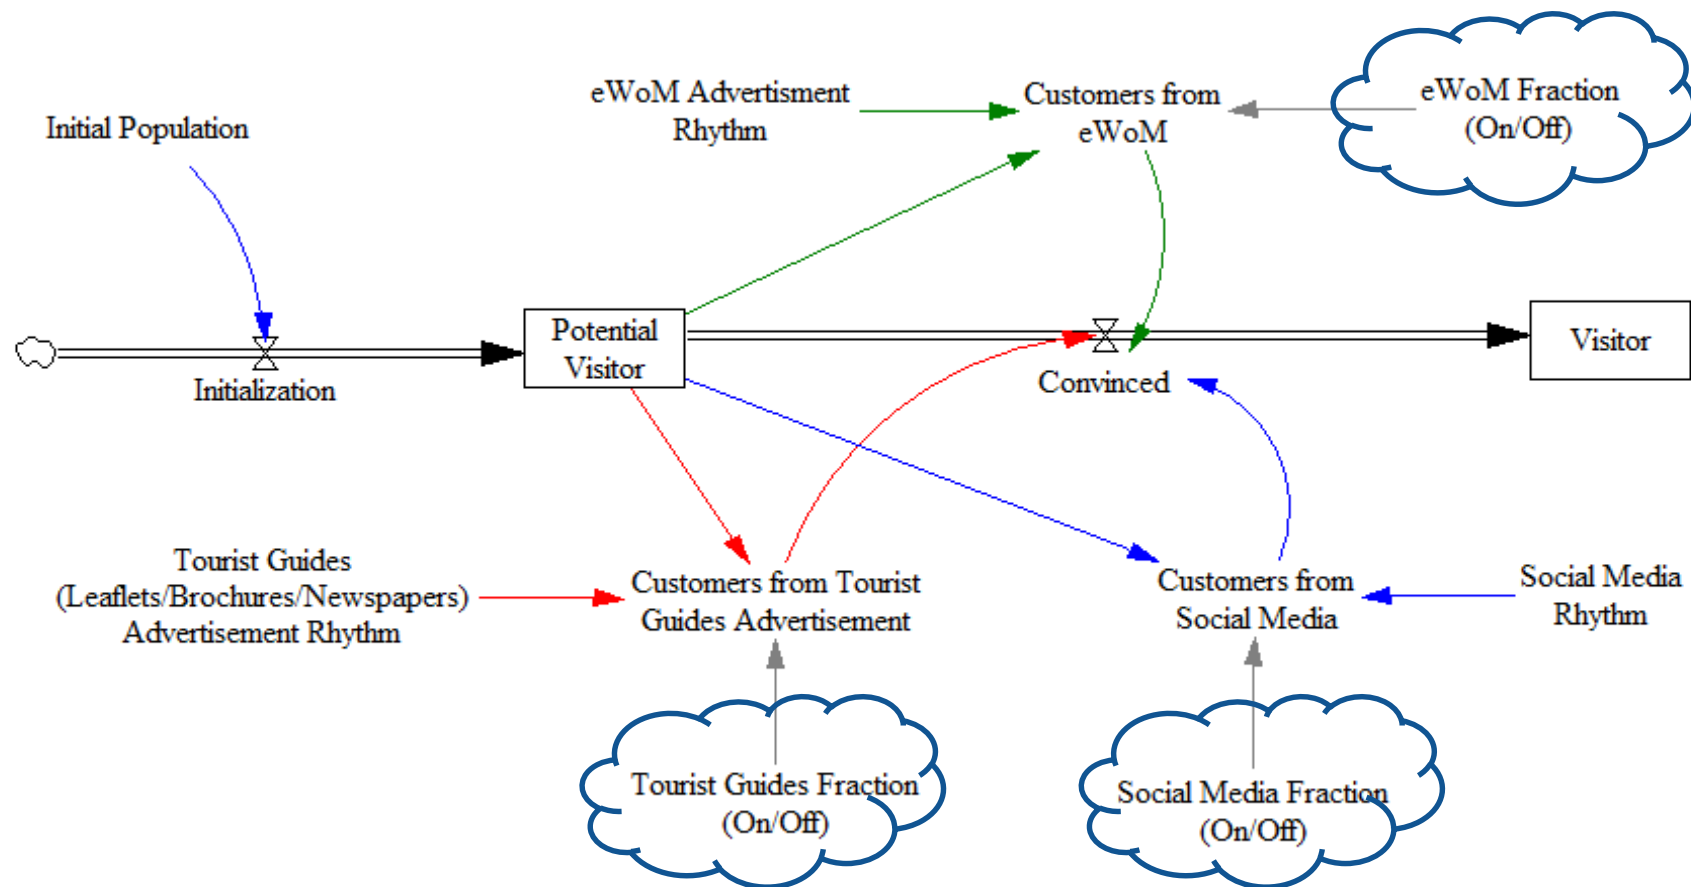 eWoM Advertisment
Rhythm
Customers from
eWoM
eWoM Fraction
(On/Off)
Initial Population
Potential
Visitor
Visitor
Initialization
Convinced
Tourist Guides
(Leaflets/Brochures/Newspapers)
Advertisement Rhythm
Customers from Tourist
Guides Advertisement
Customers from
Social Media
Social Media
Rhythm
Tourist Guides Fraction
(On/Off)
Social Media Fraction
(On/Off)